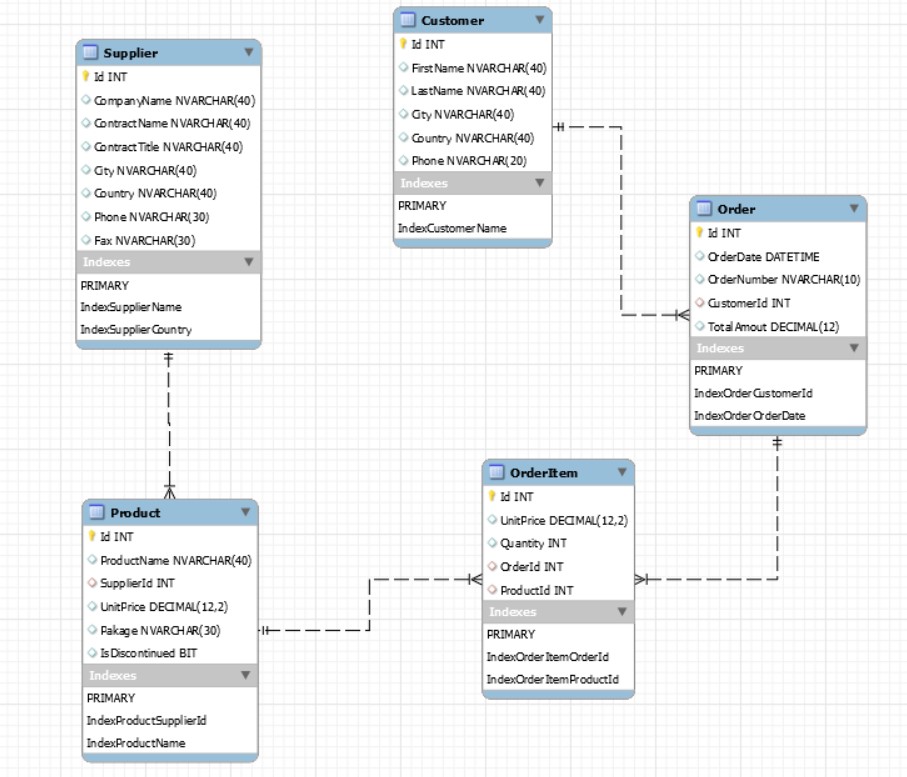 Customer
Id INT
FirstName NVARCHAR(40)
LastName NVARCHAR(40)
City NVARCHAR(40)
Country NVARCHAR(40)
Phone NVARCHAR(20)
Indexes
PRIMARY
IndexCustomerName
Supplier
Id INT
CompanyName NVARCHAR(40)
ContractName NVARCHAR(40)
ContractTitle NVARCHAR(40)
City NVARCHAR(40)
Country NVARCHAR(40)
Phone NVARCHAR(30)
Fax NVARCHAR(30)
Indexes
PRIMARY
IndexSupplierName
IndexSupplierCountry
Order
Id INT
OrderDate DATETIME
OrderNumber NVARCHAR(10)
CustomerId INT
TotalAmout DECIMAL(12)
Indexes
PRIMARY
IndexOrderCustomerId
IndexOrderOrderDate
OrderItem
Id INT
UnitPrice DECIMAL(12,2)
Quantity INT
OrderId INT
ProductId INT
Indexes
PRIMARY
IndexOrderItemOrderId
IndexOrderItemProductId
Product
Id INT
ProductName NVARCHAR(40)
SupplierId INT
UnitPrice DECIMAL(12,2)
Pakage NVARCHAR(30)
IsDiscontinued BIT
Indexes
PRIMARY
IndexProductSupplierId
IndexProductName